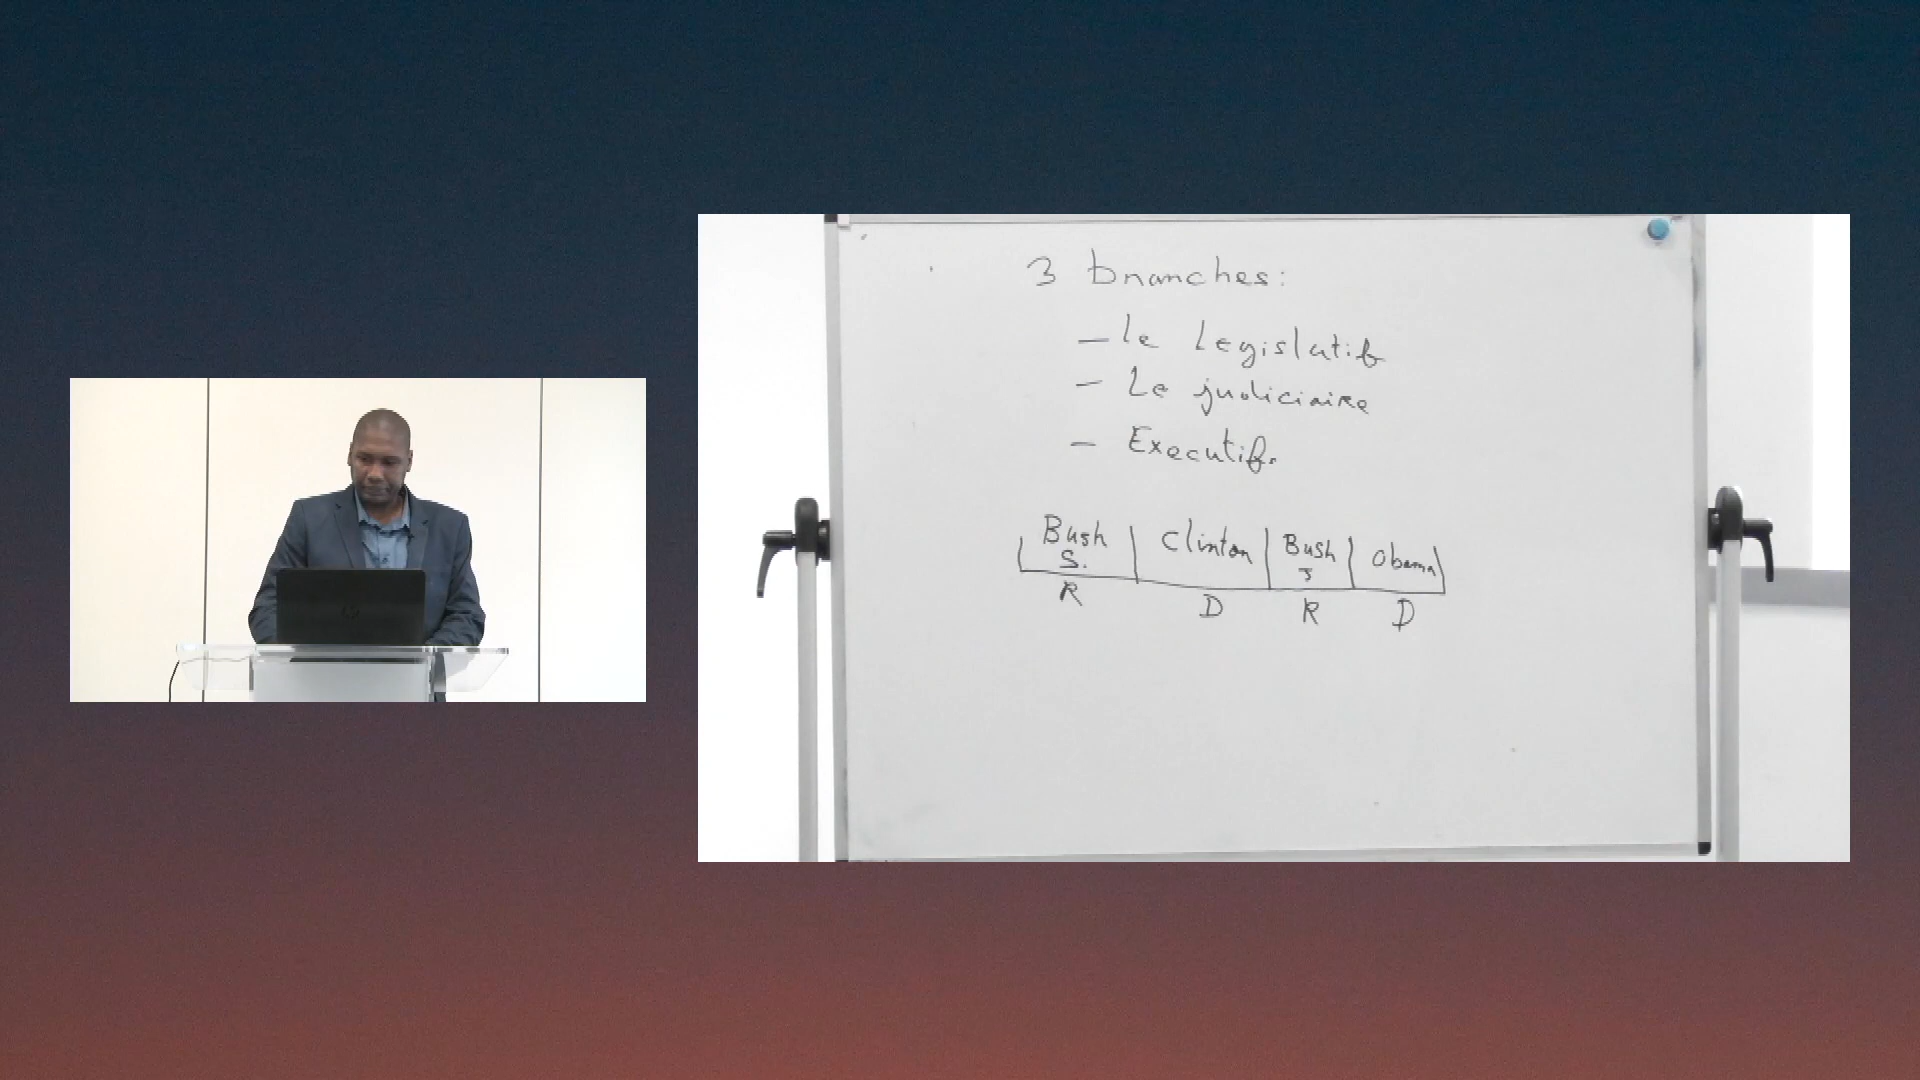 3 branches:
- le Legislatif
- Le judiciaire
- Executif.
Bush S. | Clinton | Bush J | Obama
R D R D